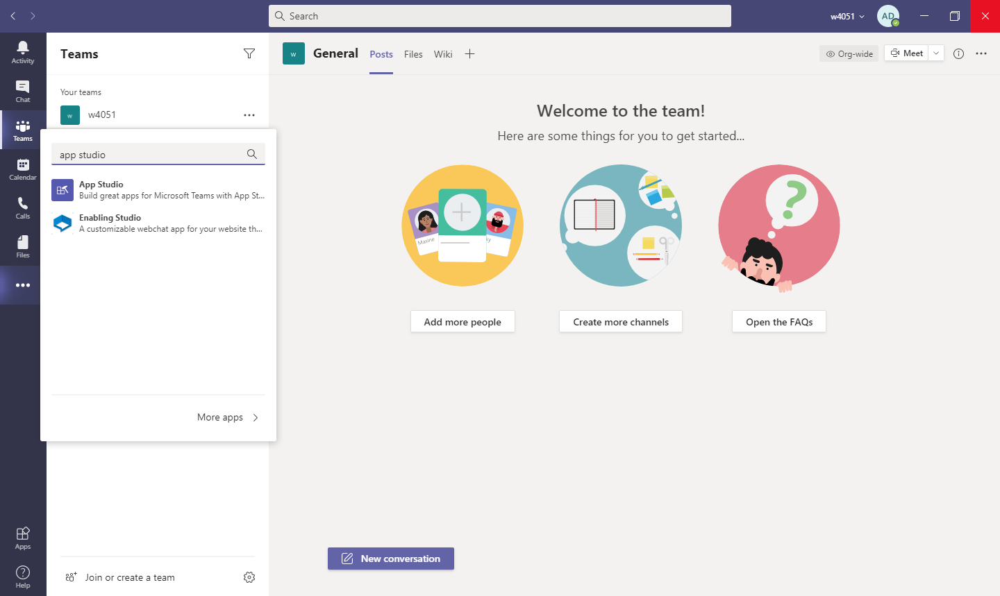 Search
w4051
AD
Activity
Chat
Teams
Calendar
Calls
Files
Apps
Help
Teams
Your teams
w
w4051
app studio
App Studio
Build great apps for Microsoft Teams with App St...
Enabling Studio
A customizable webchat app for your website th...
More apps
Join or create a team
w
General
Posts
Files
Wiki
Org-wide
Meet
Welcome to the team!
Here are some things for you to get started...
Maxine
ky
?
Add more people
Create more channels
Open the FAQs
New conversation